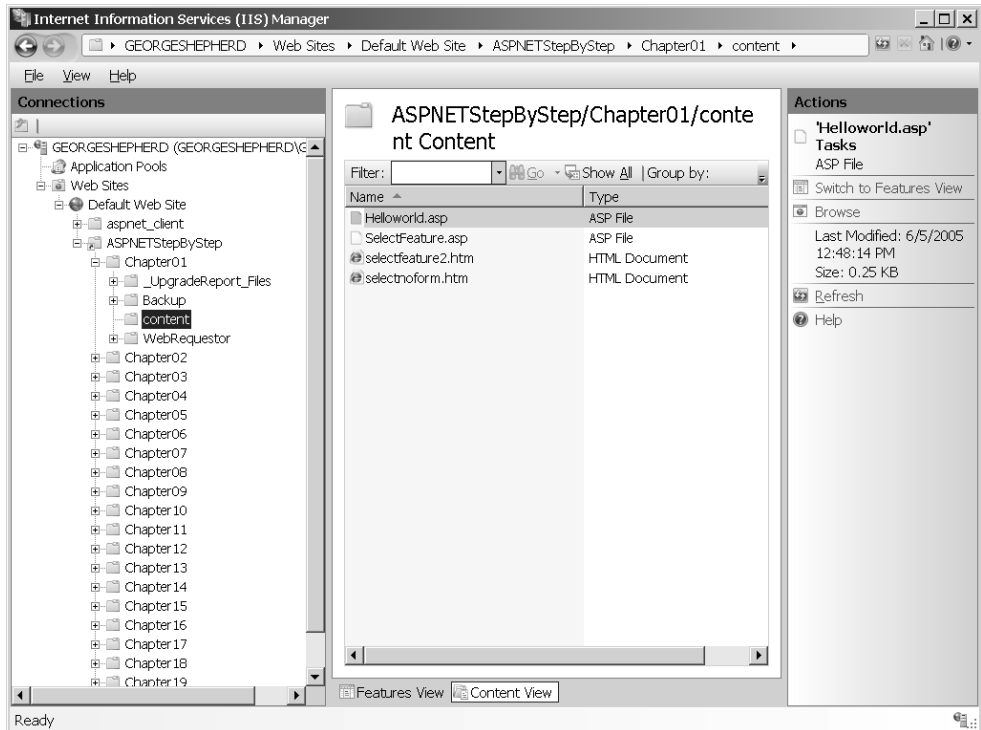 Internet Information Services (IIS) Manager
GEORGESHEPHERD Web Sites Default Web Site ASPNETStepByStep Chapter01 content
File View Help
Connections
GEORGESHEPHERD (GEORGESHEPHERD\G
Application Pools
Web Sites
Default Web Site
aspnet_client
ASPNETStepByStep
Chapter01
_UpgradeReport_Files
Backup
content
WebRequestor
Chapter02
Chapter03
Chapter04
Chapter05
Chapter06
Chapter07
Chapter08
Chapter09
Chapter10
Chapter11
Chapter12
Chapter13
Chapter14
Chapter15
Chapter16
Chapter17
Chapter18
Chapter19
ASPNETStepByStep/Chapter01/conte
nt Content
Filter: Go Show All | Group by:
Name Type
Helloworld.asp ASP File
SelectFeature.asp ASP File
selectfeature2.htm HTML Document
selectnoform.htm HTML Document
Features View Content View
Actions
'Helloworld.asp'
Tasks
ASP File
Switch to Features View
Browse
Last Modified: 6/5/2005
12:48:14 PM
Size: 0.25 KB
Refresh
Help
Ready